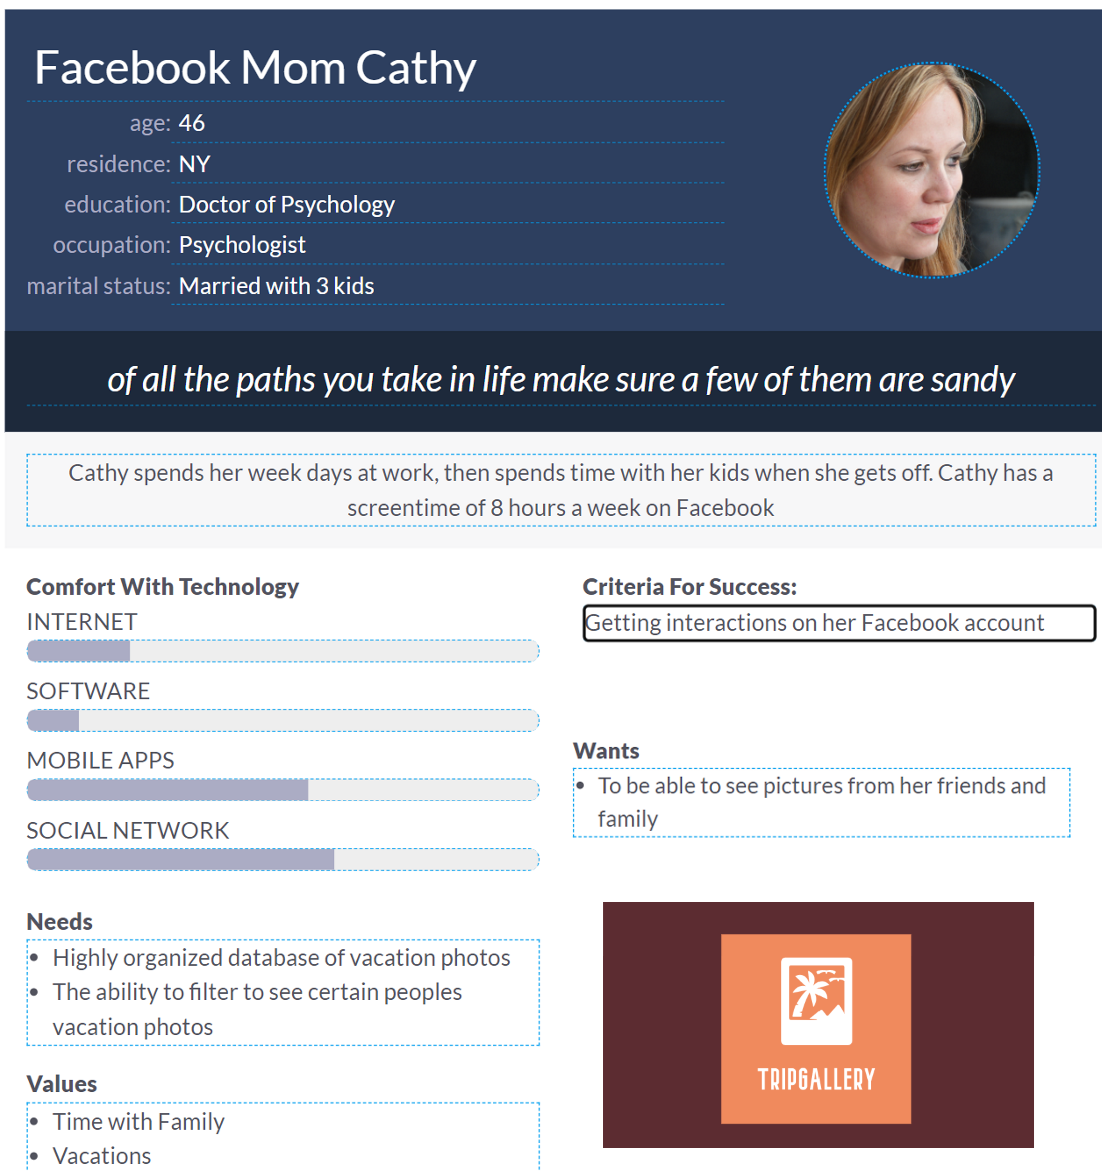 Facebook Mom Cathy
age: 46
residence: NY
education: Doctor of Psychology
occupation: Psychologist
marital status: Married with 3 kids
of all the paths you take in life make sure a few of them are sandy
Cathy spends her week days at work, then spends time with her kids when she gets off. Cathy has a
screentime of 8 hours a week on Facebook
Comfort With Technology
INTERNET
SOFTWARE
MOBILE APPS
SOCIAL NETWORK
Criteria For Success:
Getting interactions on her Facebook account
Wants
• To be able to see pictures from her friends and
family
Needs
• Highly organized database of vacation photos
• The ability to filter to see certain peoples
vacation photos
Values
• Time with Family
• Vacations
TRIPGALLERY